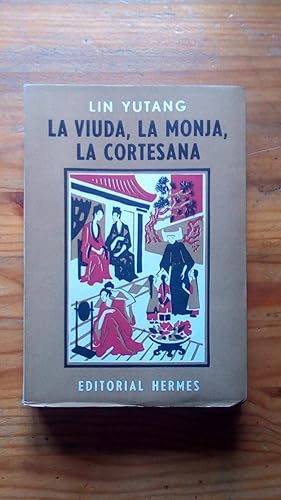 LIN YUTANG
LA VIUDA, LA MONJA,
LA CORTESANA
EDITORIAL HERMES